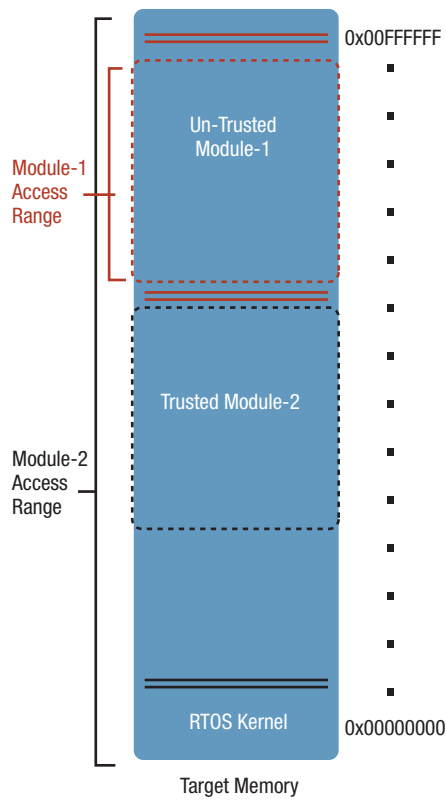 0x00FFFFFF
Un-Trusted
Module-1
Module-1
Access
Range
Trusted Module-2
Module-2
Access
Range
RTOS Kernel
0x00000000
Target Memory